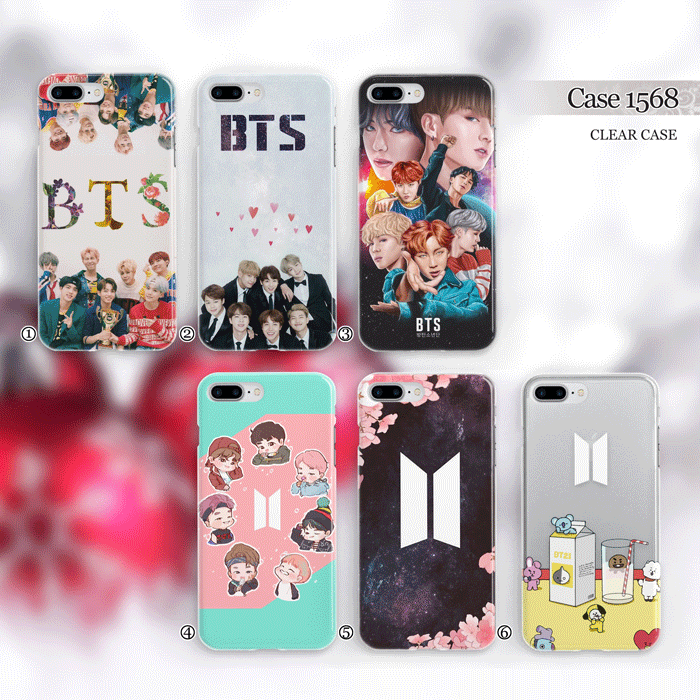 Case 1568
CLEAR CASE
BTS
BTS
BTS
방탄소년단
①
②
③
BT21
④
⑤
⑥